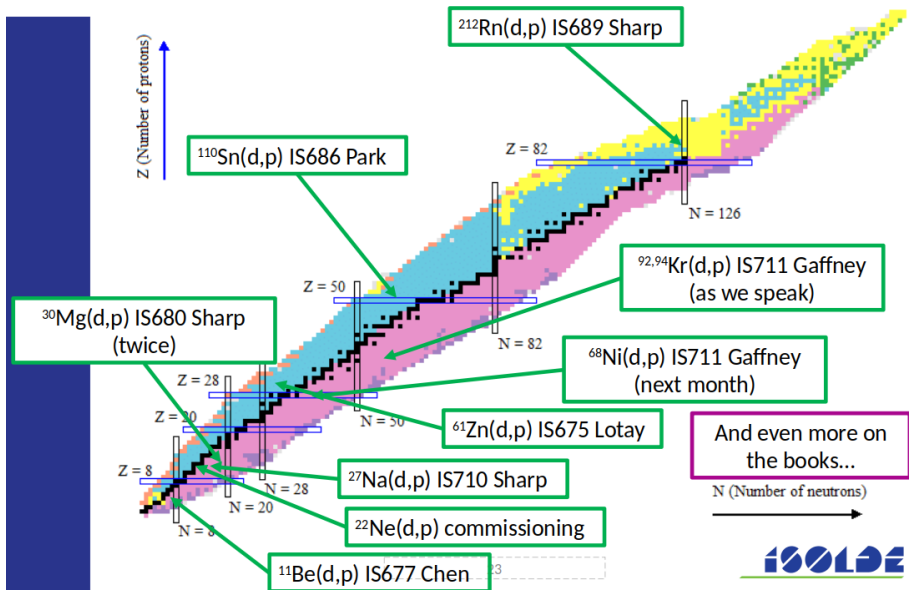 ²¹²Rn(d,p) IS689 Sharp
Z (Number of protons)
¹¹⁰Sn(d,p) IS686 Park
Z = 82
N = 126
⁹²,⁹⁴Kr(d,p) IS711 Gaffney
(as we speak)
Z = 50
³⁰Mg(d,p) IS680 Sharp
(twice)
N = 82
⁶⁸Ni(d,p) IS711 Gaffney
(next month)
Z = 28
Z = 20
N = 50
⁶¹Zn(d,p) IS675 Lotay
And even more on
the books...
Z = 8
²⁷Na(d,p) IS710 Sharp
N = 28
N (Number of neutrons)
N = 20
²²Ne(d,p) commissioning
N = 8
¹¹Be(d,p) IS677 Chen
23
ISOLDE